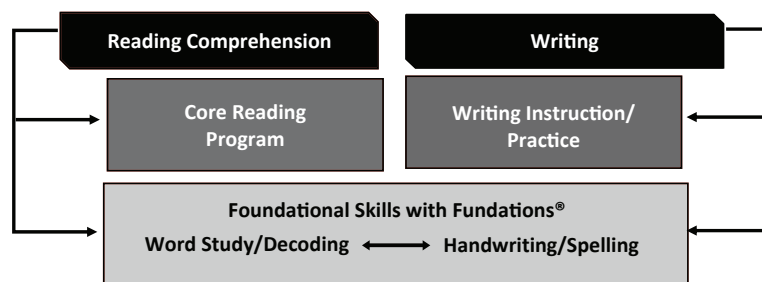 Reading Comprehension
Writing
Core Reading
Program
Writing Instruction/
Practice
Foundational Skills with Fundations®
Word Study/Decoding Handwriting/Spelling